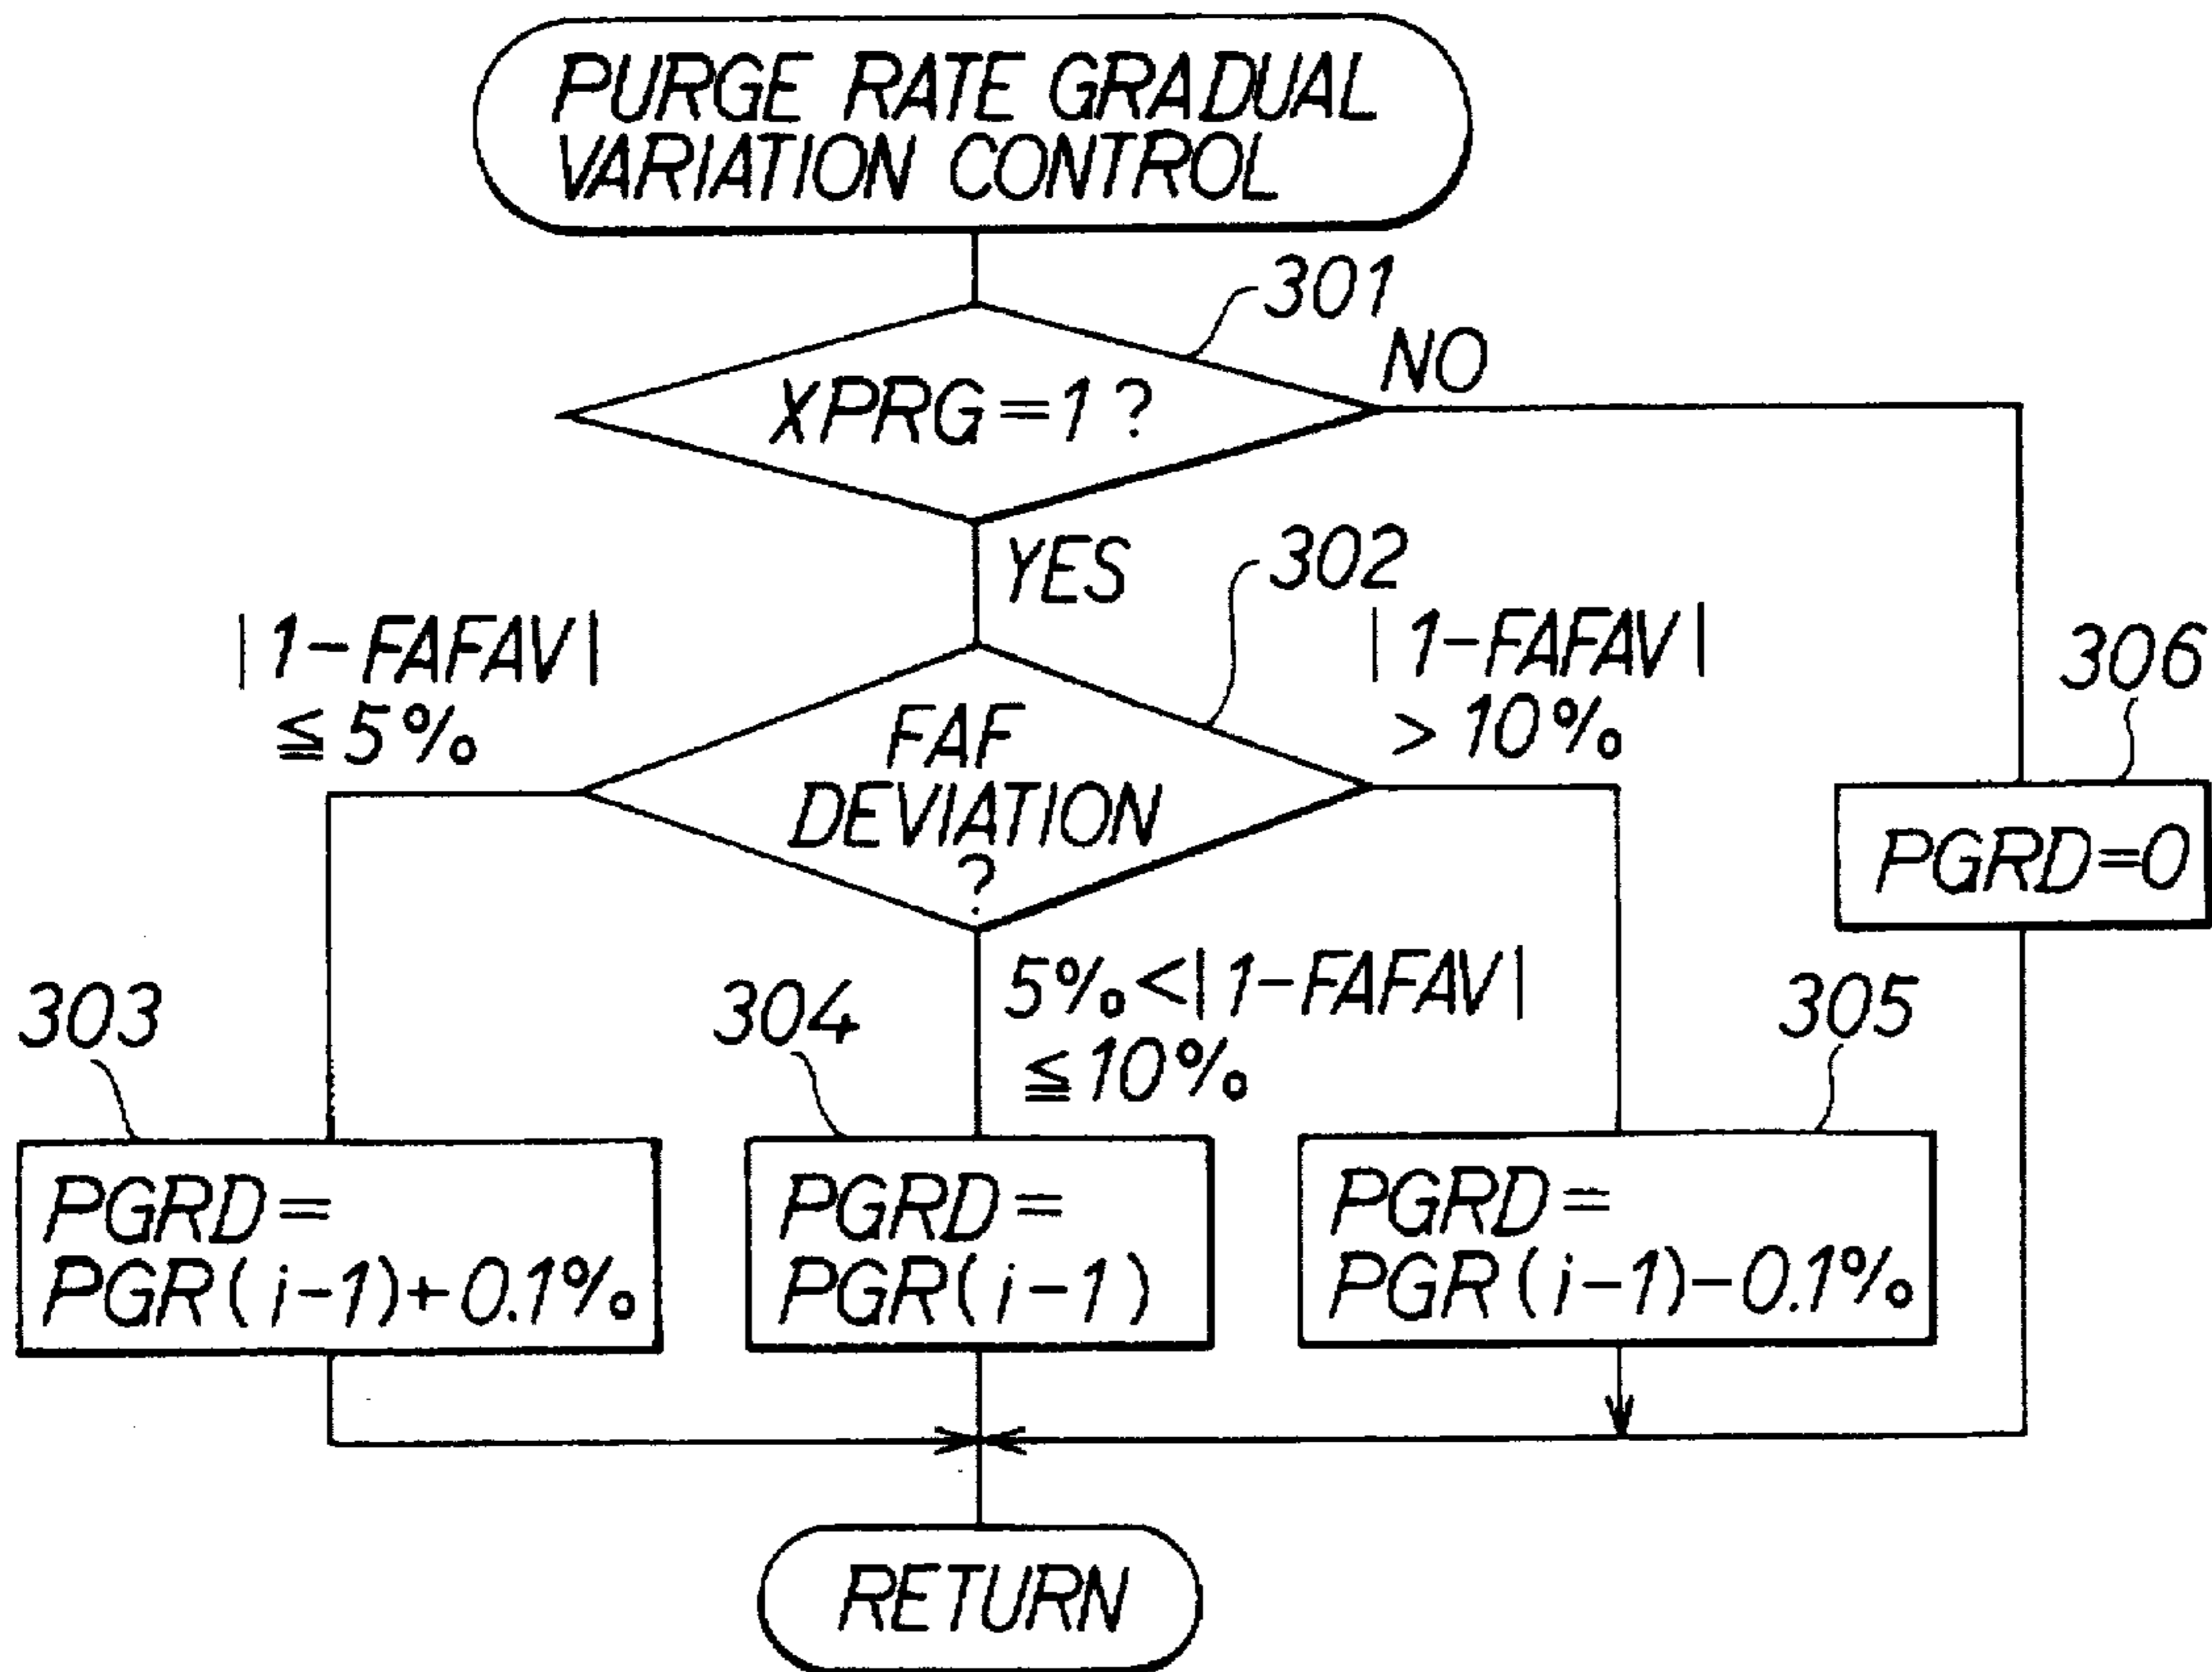 PURGE RATE GRADUAL
VARIATION CONTROL
301
NO
XPRG=1?
YES
302
|1-FAFAV|
≦5%
|1-FAFAV|
>10%
306
FAF
DEVIATION
?
PGRD=0
303
304
5%<|1-FAFAV|
≦10%
305
PGRD=
PGR(i-1)+0.1%
PGRD=
PGR(i-1)
PGRD=
PGR(i-1)-0.1%
RETURN